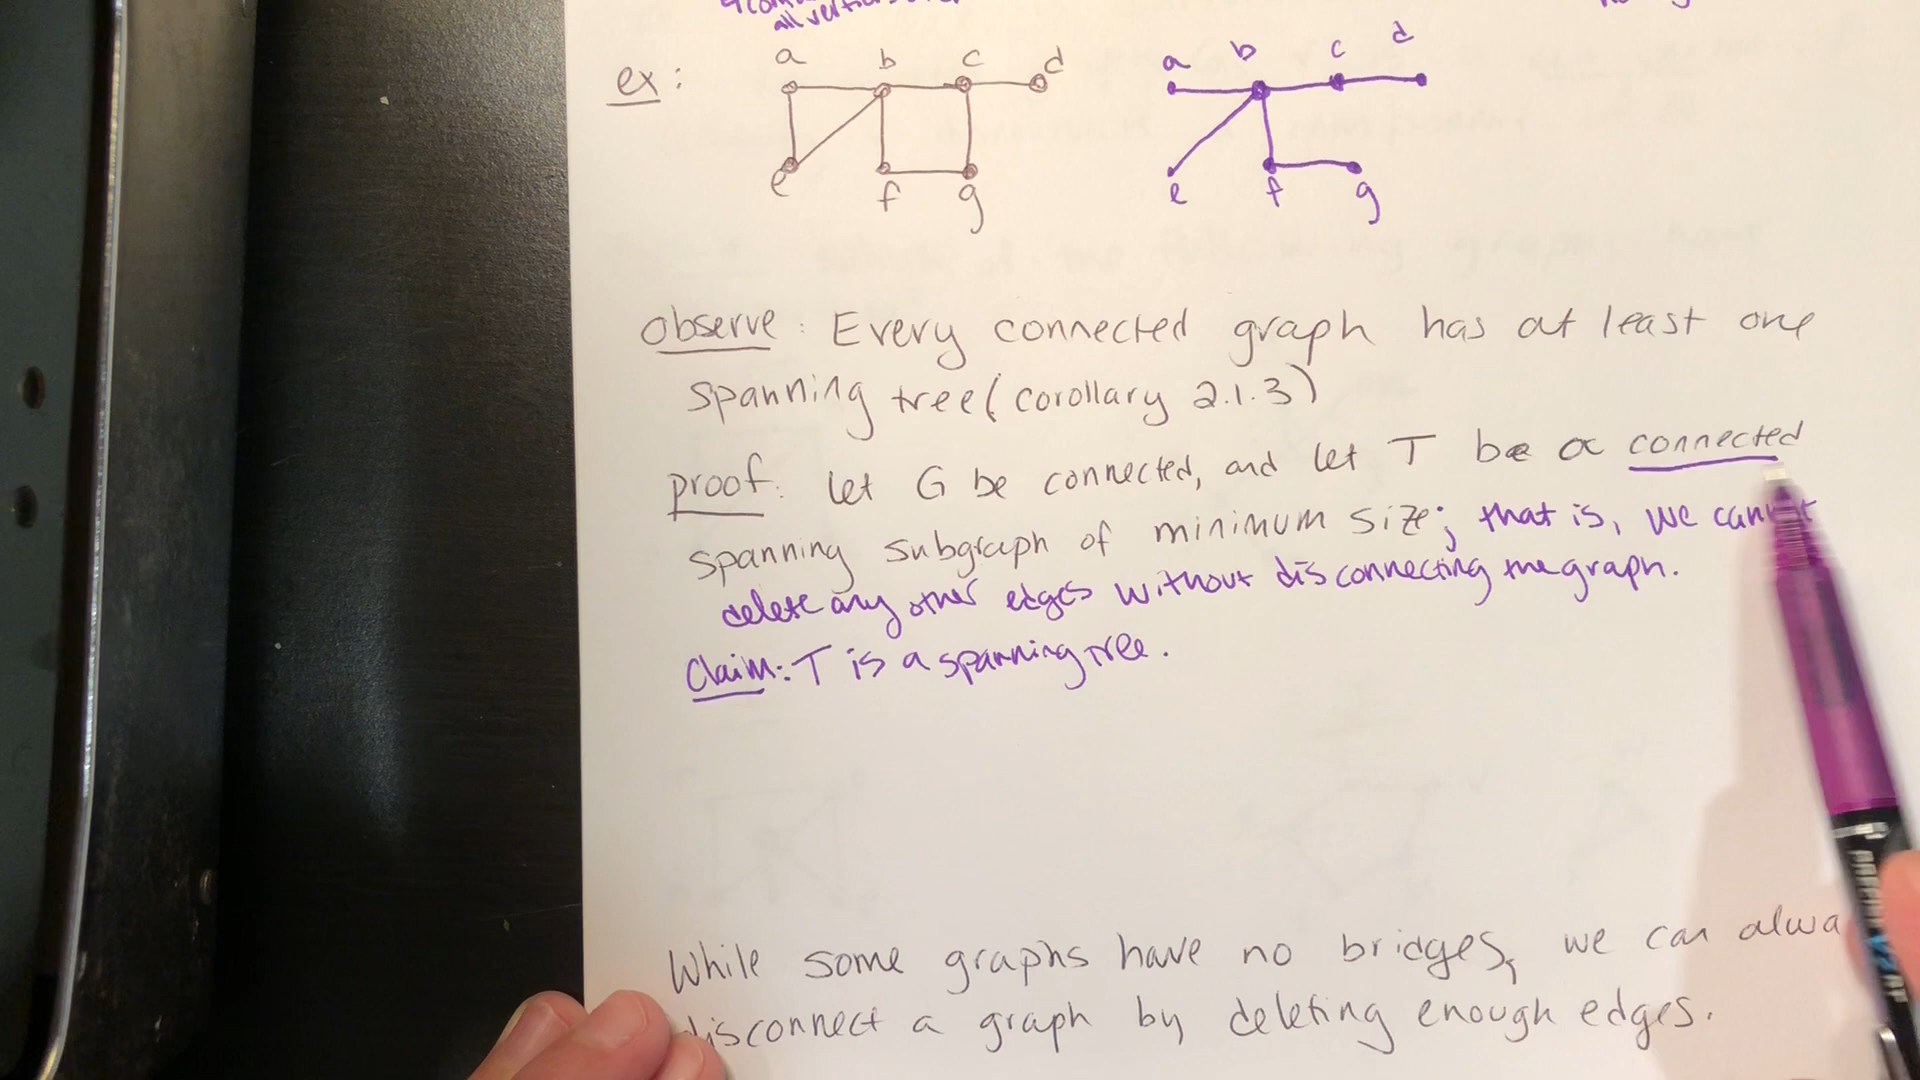 all
ex:
a b c d
e f g
a b c d
e f g
observe: Every connected graph has at least one
spanning tree (corollary 2.1.3)
proof: let G be connected, and let T be a connected
spanning subgraph of minimum size; that is, we
delete any other edges without disconnecting the graph.
Claim: T is a spanning tree.
While some graphs have no bridges, we can
disconnect a graph by deleting enough edges.